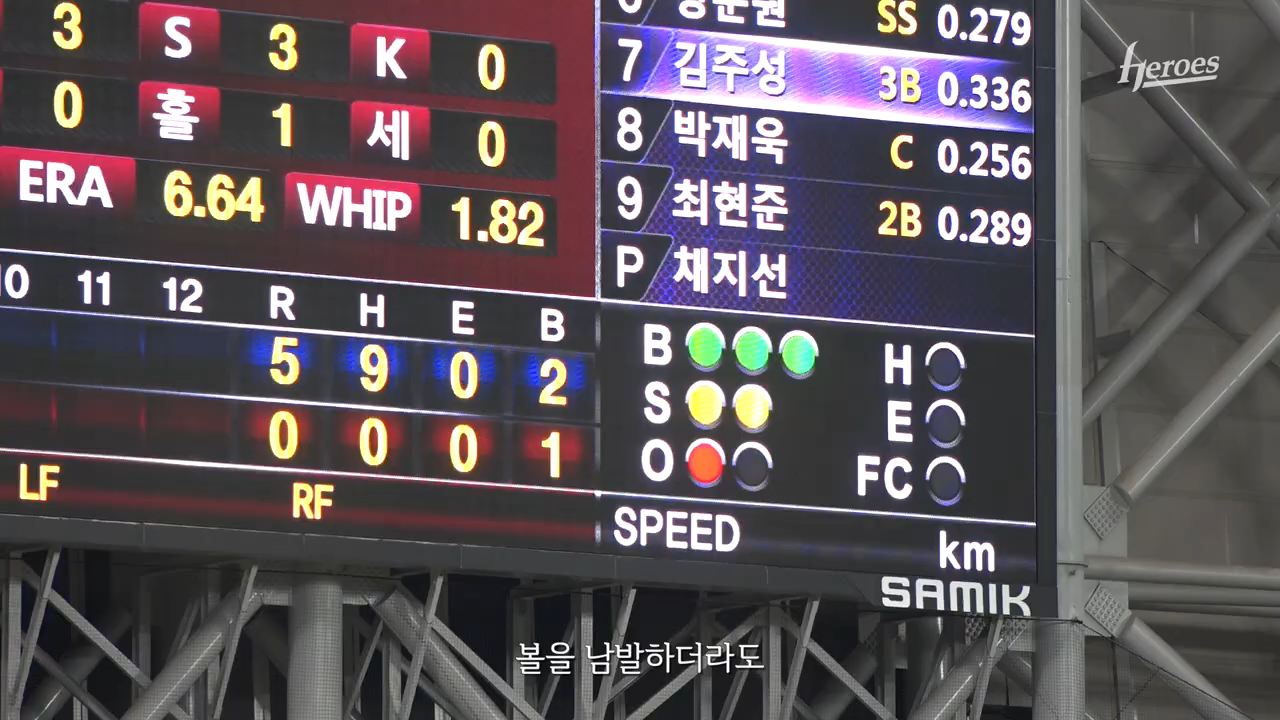 3 S 3 K 0
0 홀 1 세 0
ERA 6.64 WHIP 1.82
10 11 12 R H E B
5 9 0 2
0 0 0 1
LF RF
SS 0.279
7 김주성 3B 0.336
8 박재욱 C 0.256
9 최현준 2B 0.289
P 채지선
B H
S E
O FC
SPEED km
SAMIK
Heroes
볼을 남발하더라도